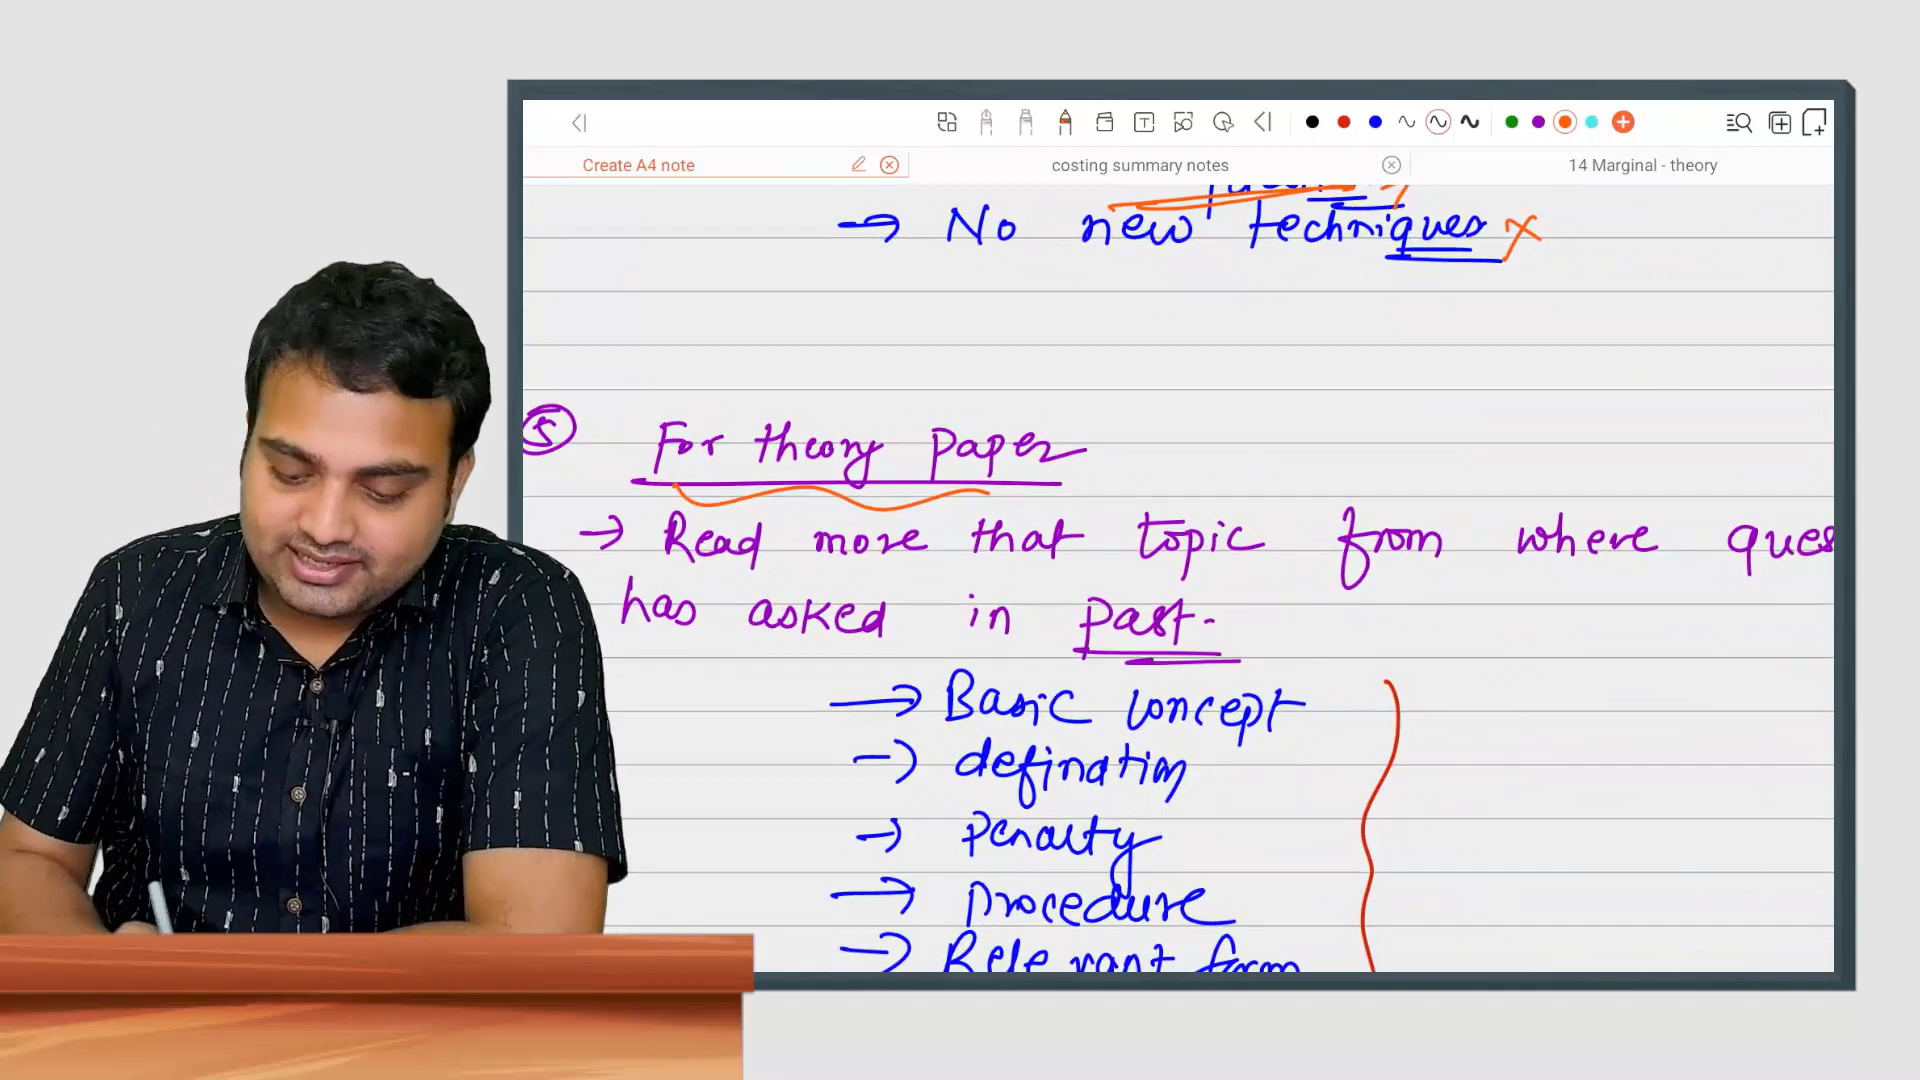 Create A4 note
costing summary notes
14 Marginal - theory
→ No new techniques x
5 For theory paper
→ Read more that topic from where ques
has asked in past.
→ Basic concept
→ defination
→ Penalty
→ Procedure
→ Relevant form